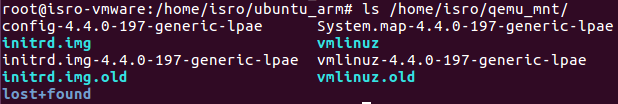 root@isro-vmware:/home/isro/ubuntu_arm# ls /home/isro/qemu_mnt/
config-4.4.0-197-generic-lpae      System.map-4.4.0-197-generic-lpae
initrd.img                         vmlinuz
initrd.img-4.4.0-197-generic-lpae  vmlinuz-4.4.0-197-generic-lpae
initrd.img.old                     vmlinuz.old
lost+found